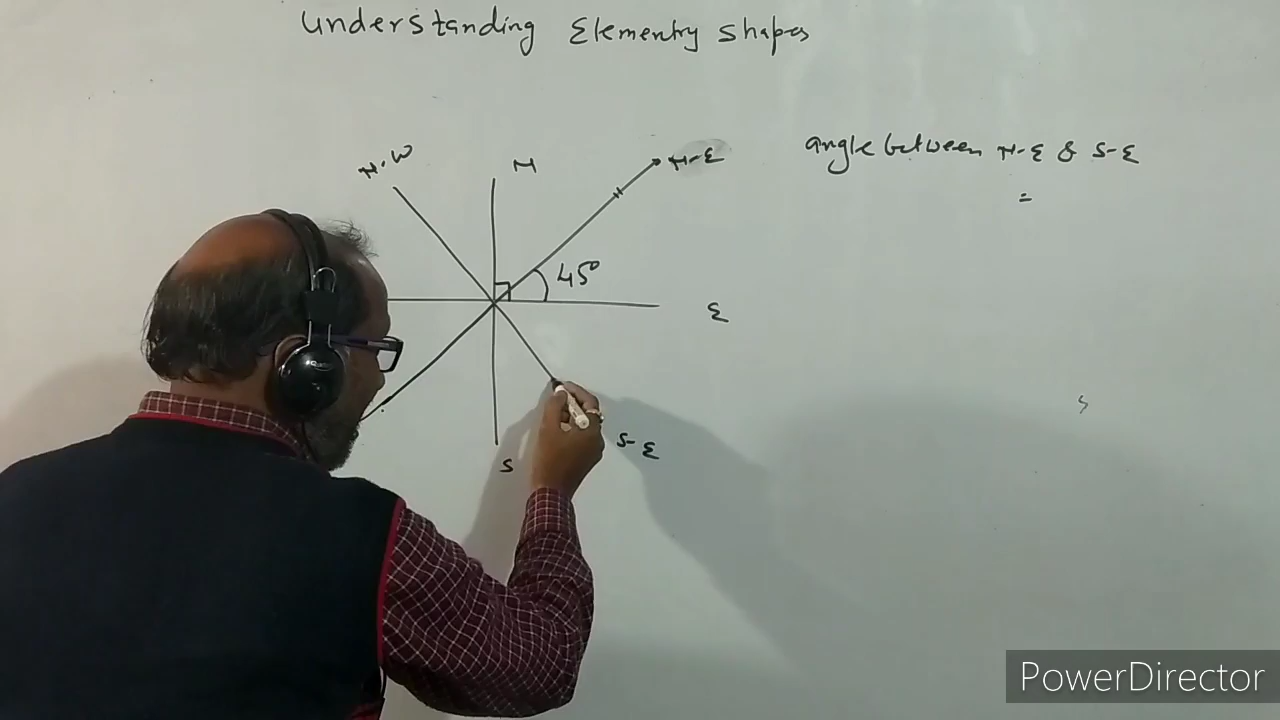 Understanding Elementry shapes
N-W
N
N-E
angle between N-E & S-E
=
45°
E
S-E
S
PowerDirector